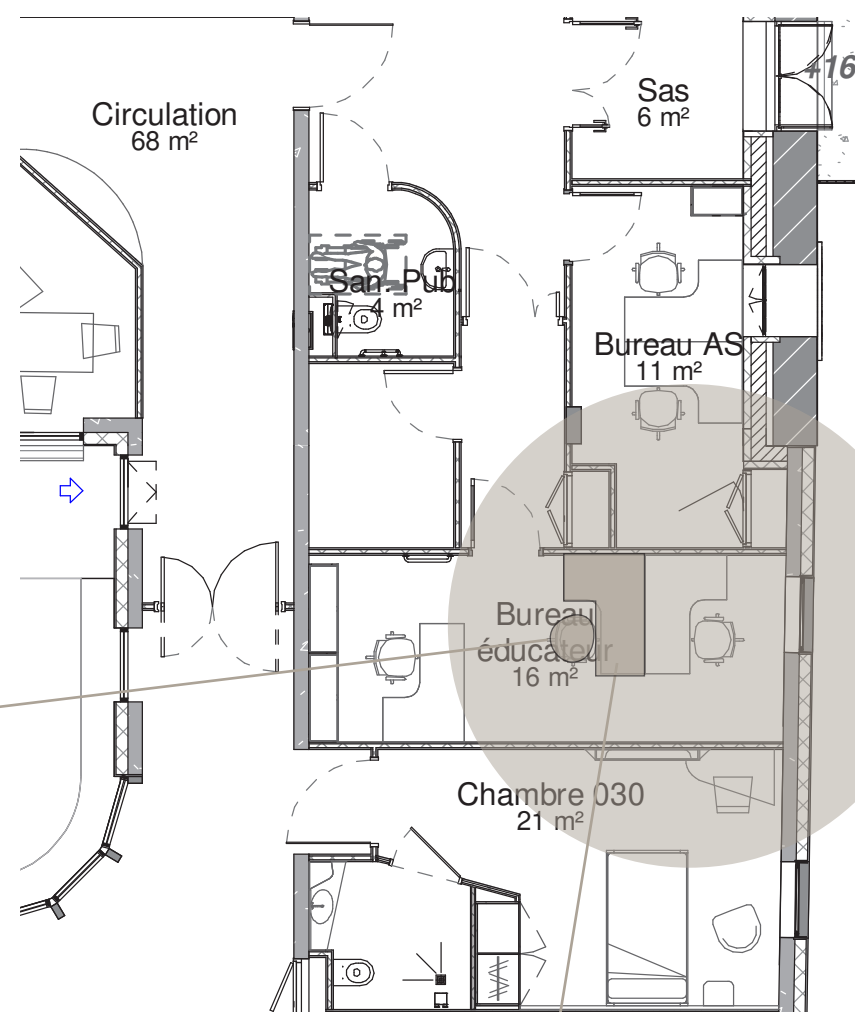 Circulation
68 m²
Sas
6 m²
+16
San. Pub
4 m²
Bureau AS
11 m²
Bureau
éducateur
16 m²
Chambre 030
21 m²